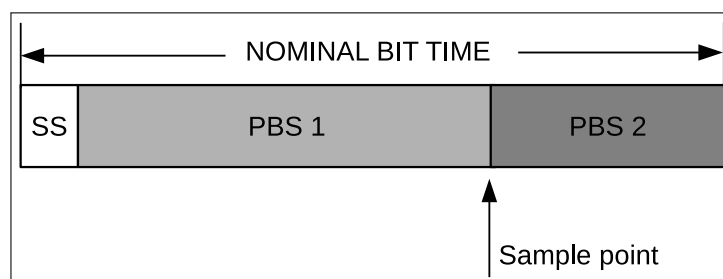 NOMINAL BIT TIME
SS
PBS 1
PBS 2
Sample point